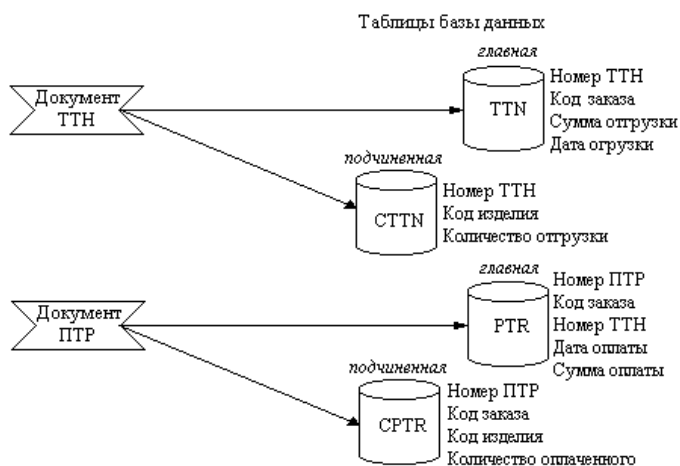 Таблицы базы данных
главная
Документ
ТТН
TTN
Номер ТТН
Код заказа
Сумма отгрузки
Дата огрузки
подчиненная
CTTN
Номер ТТН
Код изделия
Количество отгрузки
главная
Документ
ПТР
PTR
Номер ПТР
Код заказа
Номер ТТН
Дата оплаты
Сумма оплаты
подчиненная
CPTR
Номер ПТР
Код заказа
Код изделия
Количество оплаченного